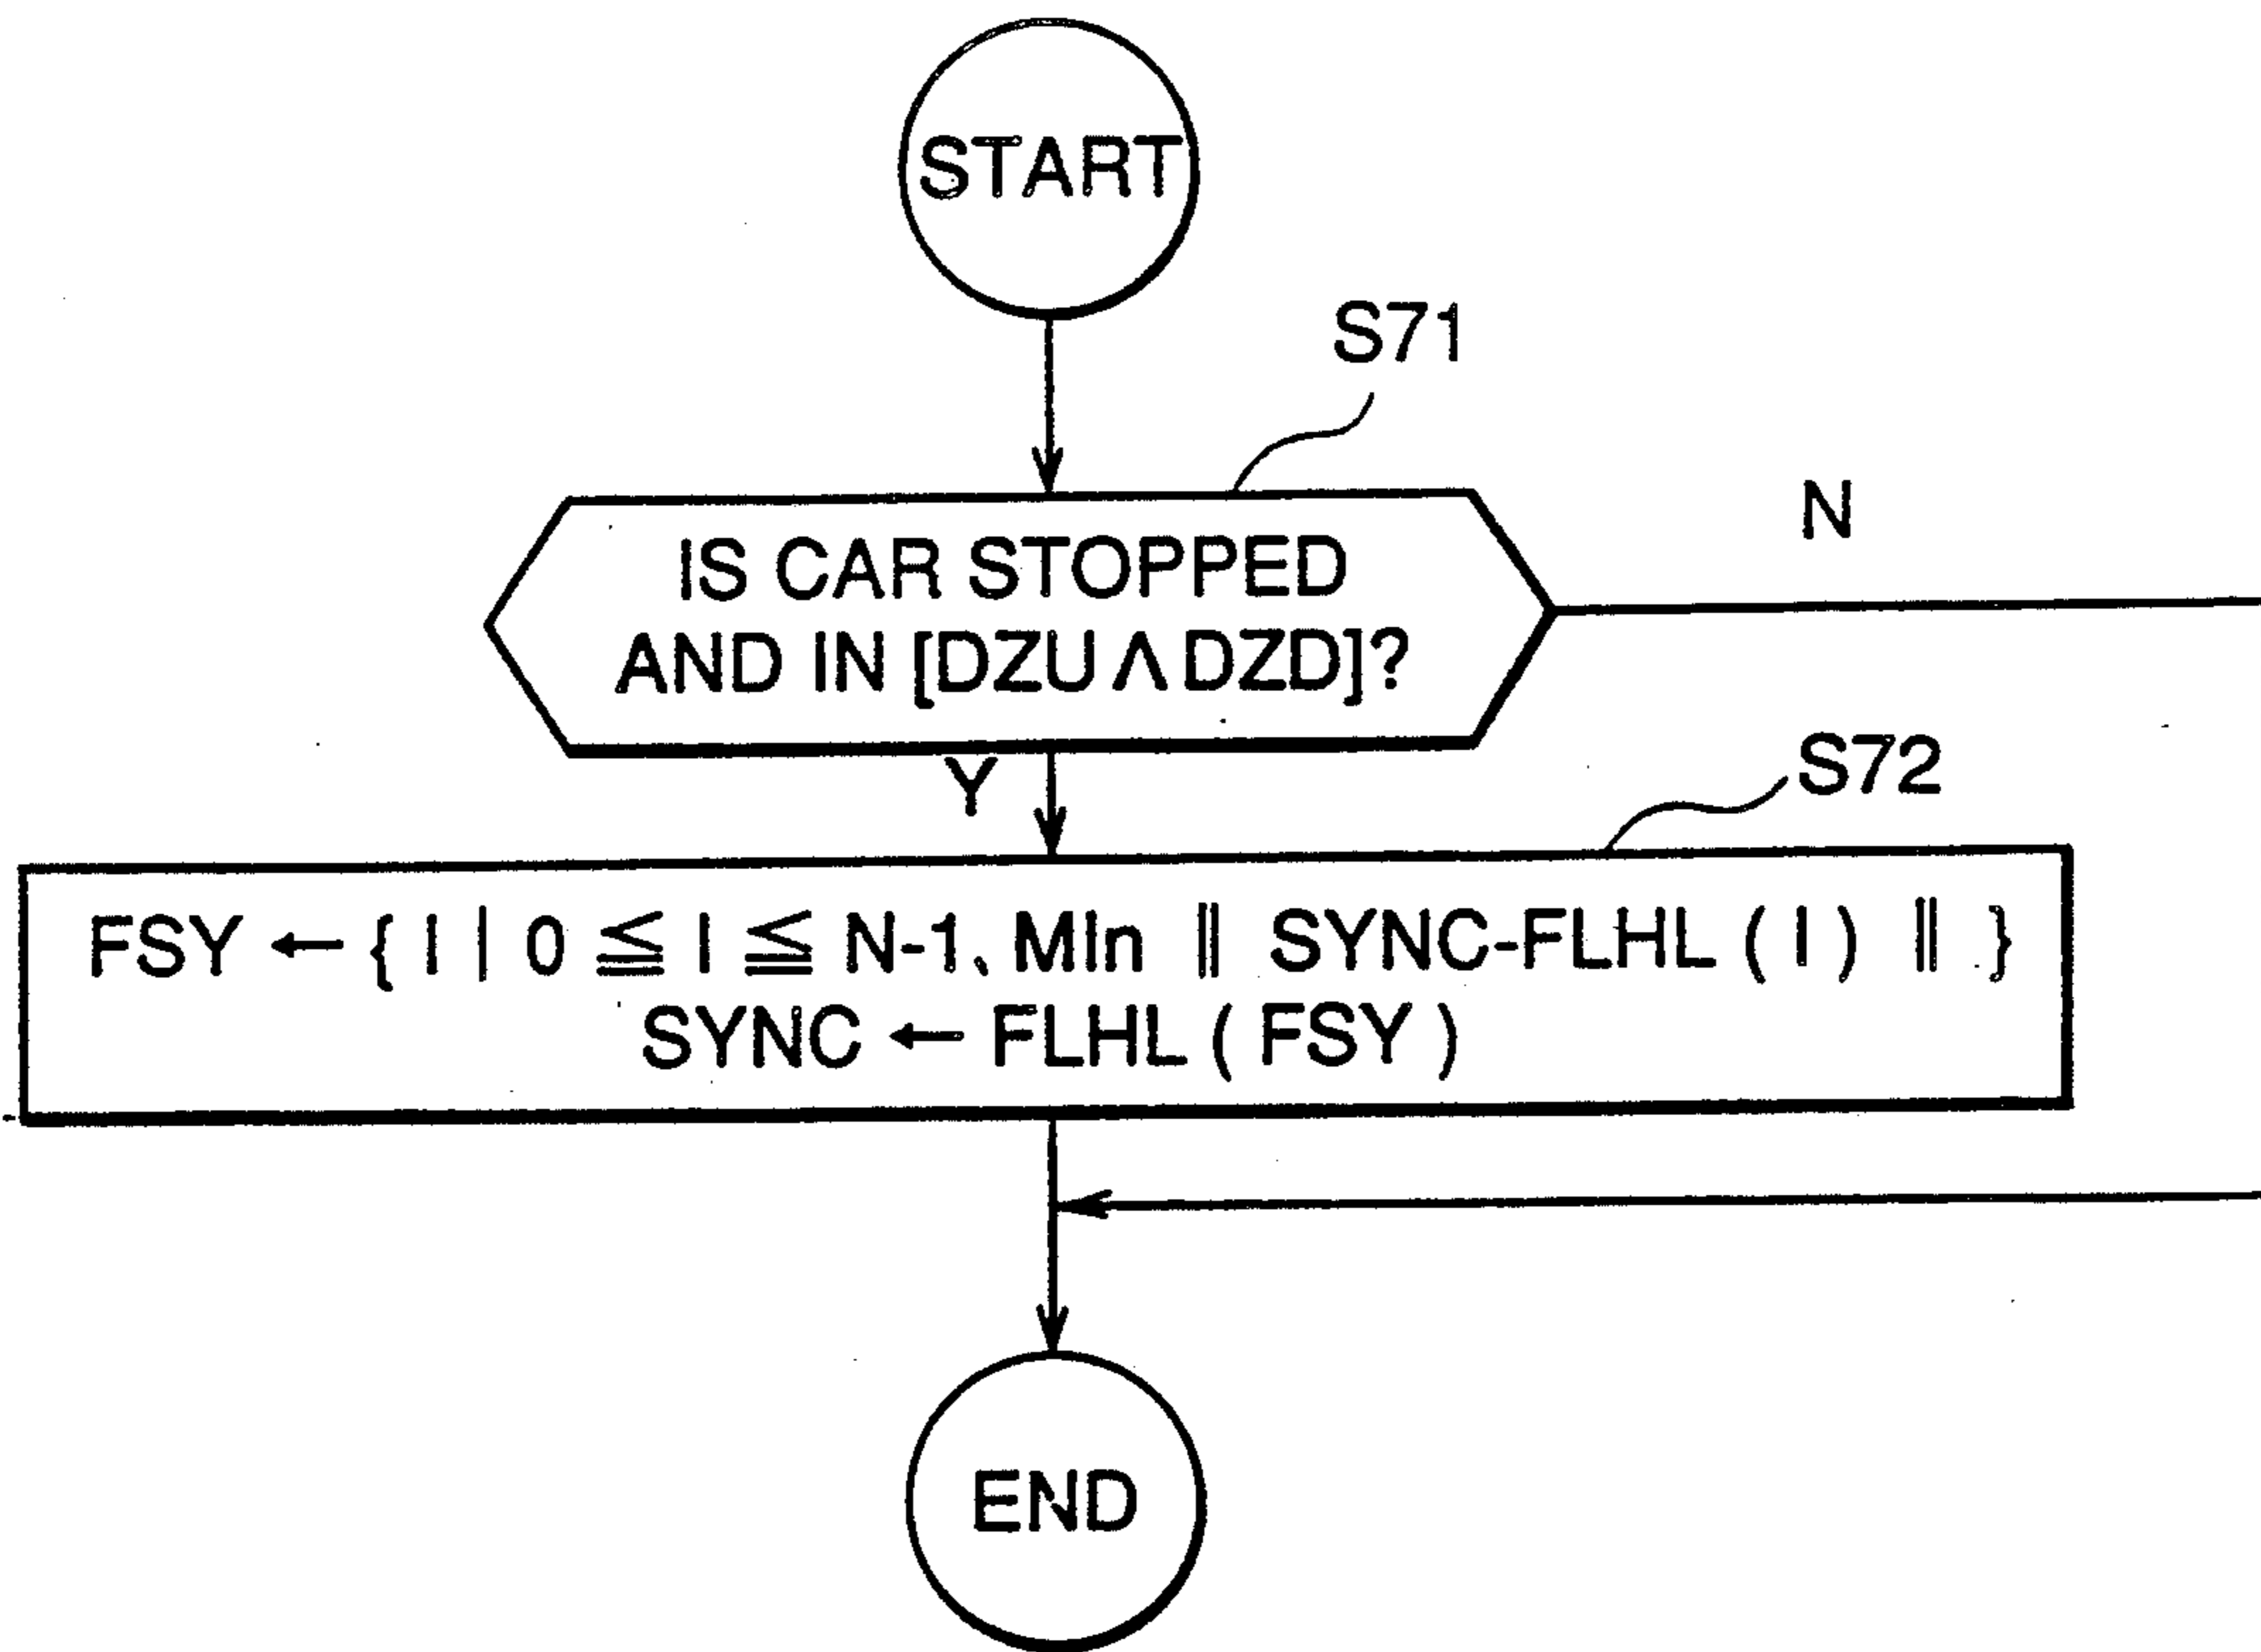 START
S71
IS CAR STOPPED
AND IN [DZU∧DZD]?
N
Y
S72
FSY ← { I | 0 ≦ I ≦ N-1、MIn ‖ SYNC-FLHL ( I ) ‖ }
SYNC ← FLHL ( FSY )
END